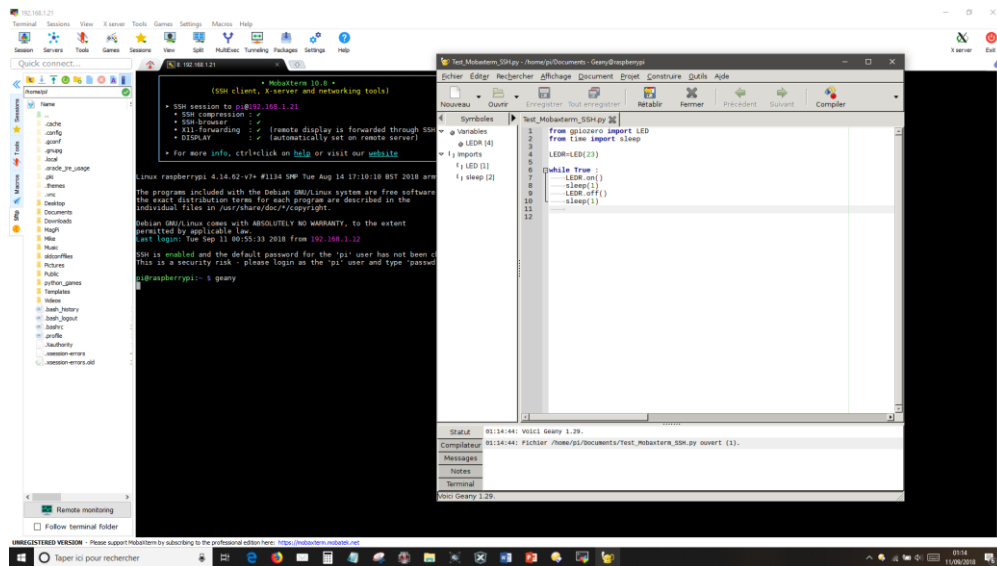 192.168.1.21
Terminal Sessions View X server Tools Games Settings Macros Help
Session Servers Tools Games Sessions View Split MultiExec Tunneling Packages Settings Help
X server Exit
Quick connect...
8. 192.168.1.21
/home/pi/
Name
..
.cache
.config
.gconf
.gnupg
.local
.oracle_jre_usage
.pki
.themes
.vnc
Desktop
Documents
Downloads
MagPi
Mike
Music
oldconffiles
Pictures
Public
python_games
Templates
Videos
.bash_history
.bash_logout
.bashrc
.profile
.Xauthority
.xsession-errors
.xsession-errors.old
Sessions
Tools
Macros
Sftp
Remote monitoring
Follow terminal folder
• MobaXterm 10.8 •
(SSH client, X-server and networking tools)
▸ SSH session to pi@192.168.1.21
• SSH compression : ✔
• SSH-browser : ✔
• X11-forwarding : ✔ (remote display is forwarded through SSH
• DISPLAY : ✔ (automatically set on remote server)
▸ For more info, ctrl+click on help or visit our website
Linux raspberrypi 4.14.62-v7+ #1134 SMP Tue Aug 14 17:10:10 BST 2018 arm
The programs included with the Debian GNU/Linux system are free software
the exact distribution terms for each program are described in the
individual files in /usr/share/doc/*/copyright.
Debian GNU/Linux comes with ABSOLUTELY NO WARRANTY, to the extent
permitted by applicable law.
Last login: Tue Sep 11 00:55:33 2018 from 192.168.1.12
SSH is enabled and the default password for the 'pi' user has not been c
This is a security risk - please login as the 'pi' user and type 'passwd
pi@raspberrypi:~ $ geany
Test_Mobaxterm_SSH.py - /home/pi/Documents - Geany@raspberrypi
Fichier Éditer Rechercher Affichage Document Projet Construire Outils Aide
Nouveau Ouvrir Enregistrer Tout enregistrer Rétablir Fermer Précédent Suivant Compiler
Symboles
Variables
LEDR [4]
Imports
LED [1]
sleep [2]
Test_Mobaxterm_SSH.py
1 from gpiozero import LED
2 from time import sleep
3
4 LEDR=LED(23)
5
6 while True :
7 LEDR.on()
8 sleep(1)
9 LEDR.off()
10 sleep(1)
11
12
Statut
Compilateur
Messages
Notes
Terminal
01:14:44: Voici Geany 1.29.
01:14:44: Fichier /home/pi/Documents/Test_Mobaxterm_SSH.py ouvert (1).
Voici Geany 1.29.
UNREGISTERED VERSION - Please support MobaXterm by subscribing to the professional edition here: https://mobaxterm.mobatek.net
Taper ici pour rechercher
01:14
11/09/2018